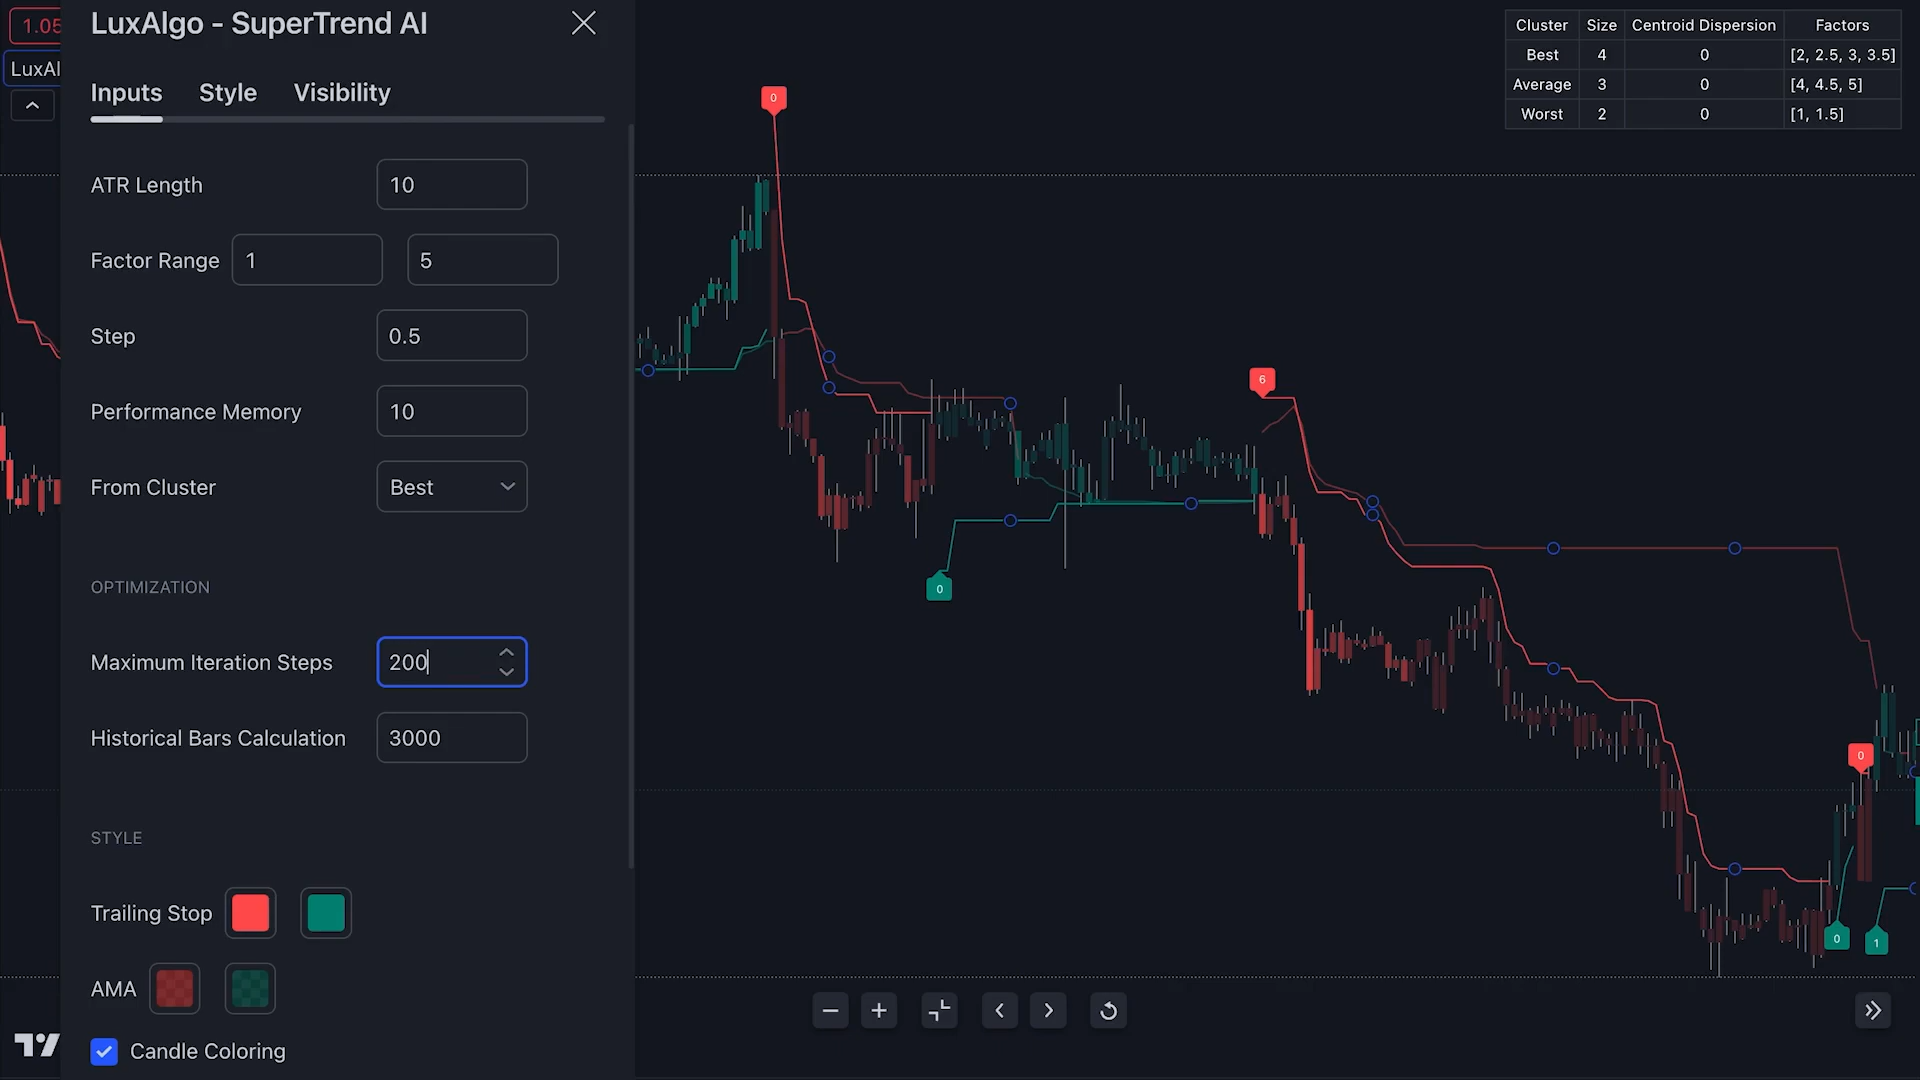 1.05
LuxAl
LuxAlgo - SuperTrend AI
Inputs Style Visibility
ATR Length 10
Factor Range 1 5
Step 0.5
Performance Memory 10
From Cluster Best
OPTIMIZATION
Maximum Iteration Steps 200
Historical Bars Calculation 3000
STYLE
Trailing Stop
AMA
Candle Coloring
Cluster Size Centroid Dispersion Factors
Best 4 0 [2, 2.5, 3, 3.5]
Average 3 0 [4, 4.5, 5]
Worst 2 0 [1, 1.5]
0
6
0
0
0
1